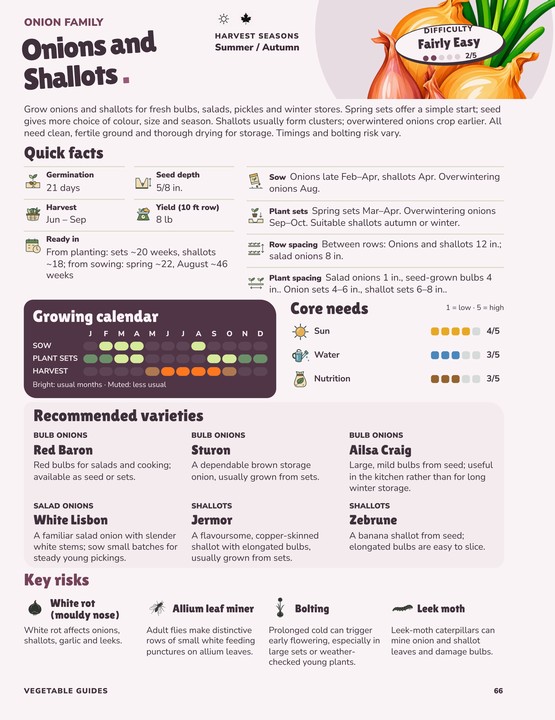 ONION FAMILY
Onions and
Shallots.
HARVEST SEASONS
Summer / Autumn
DIFFICULTY
Fairly Easy
2/5
Grow onions and shallots for fresh bulbs, salads, pickles and winter stores. Spring sets offer a simple start; seed
gives more choice of colour, size and season. Shallots usually form clusters; overwintered onions crop earlier. All
need clean, fertile ground and thorough drying for storage. Timings and bolting risk vary.
Quick facts
Germination
21 days
Seed depth
5/8 in.
Harvest
Jun – Sep
Yield (10 ft row)
8 lb
Ready in
From planting: sets ~20 weeks, shallots
~18; from sowing: spring ~22, August ~46
weeks
Sow Onions late Feb–Apr, shallots Apr. Overwintering
onions Aug.
Plant sets Spring sets Mar–Apr. Overwintering onions
Sep–Oct. Suitable shallots autumn or winter.
Row spacing Between rows: Onions and shallots 12 in.;
salad onions 8 in.
Plant spacing Salad onions 1 in., seed-grown bulbs 4
in.. Onion sets 4–6 in., shallot sets 6–8 in..
Growing calendar
J F M A M J J A S O N D
SOW
PLANT SETS
HARVEST
Bright: usual months · Muted: less usual
Core needs
1 = low · 5 = high
Sun 4/5
Water 3/5
Nutrition 3/5
Recommended varieties
BULB ONIONS
Red Baron
Red bulbs for salads and cooking;
available as seed or sets.
BULB ONIONS
Sturon
A dependable brown storage
onion, usually grown from sets.
BULB ONIONS
Ailsa Craig
Large, mild bulbs from seed; useful
in the kitchen rather than for long
winter storage.
SALAD ONIONS
White Lisbon
A familiar salad onion with slender
white stems; sow small batches for
steady young pickings.
SHALLOTS
Jermor
A flavoursome, copper-skinned
shallot with elongated bulbs,
usually grown from sets.
SHALLOTS
Zebrune
A banana shallot from seed;
elongated bulbs are easy to slice.
Key risks
White rot
(mouldy nose)
White rot affects onions,
shallots, garlic and leeks.
Allium leaf miner
Adult flies make distinctive
rows of small white feeding
punctures on allium leaves.
Bolting
Prolonged cold can trigger
early flowering, especially in
large sets or weather-
checked young plants.
Leek moth
Leek-moth caterpillars can
mine onion and shallot
leaves and damage bulbs.
VEGETABLE GUIDES
66